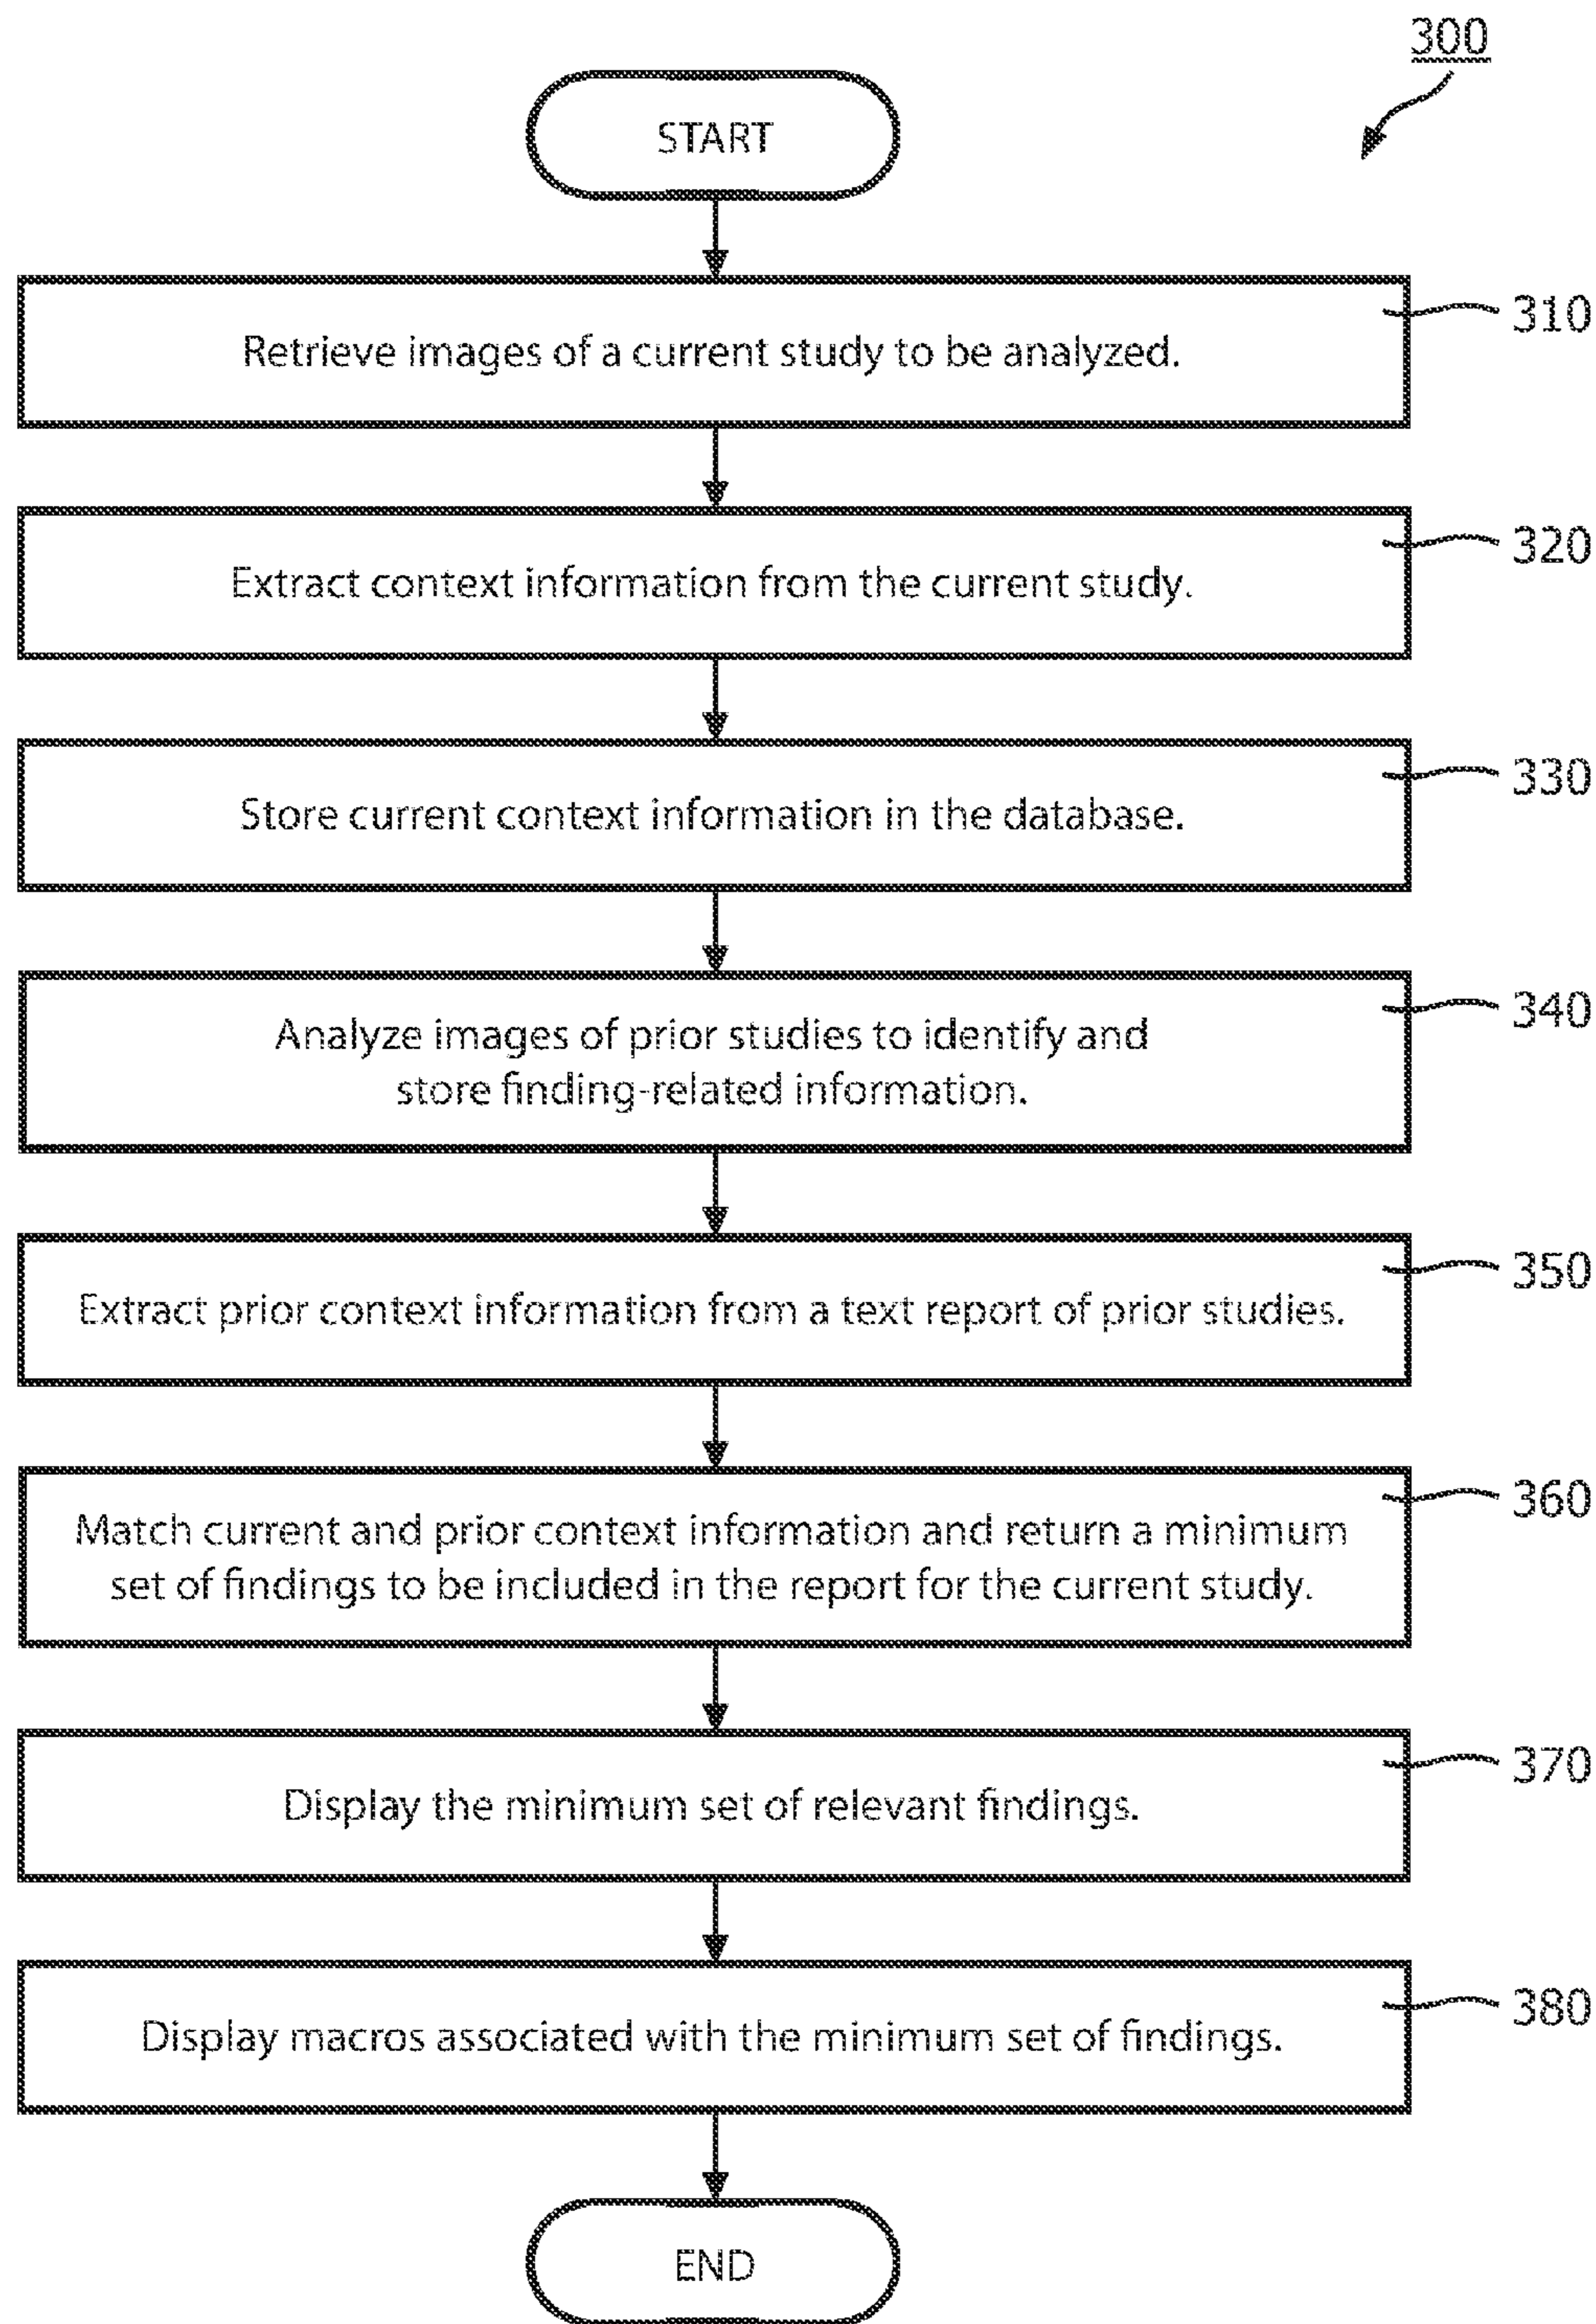 300
START
Retrieve images of a current study to be analyzed.
310
Extract context information from the current study.
320
Store current context information in the database.
330
Analyze images of prior studies to identify and
store finding-related information.
340
Extract prior context information from a text report of prior studies.
350
Match current and prior context information and return a minimum
set of findings to be included in the report for the current study.
360
Display the minimum set of relevant findings.
370
Display macros associated with the minimum set of findings.
380
END